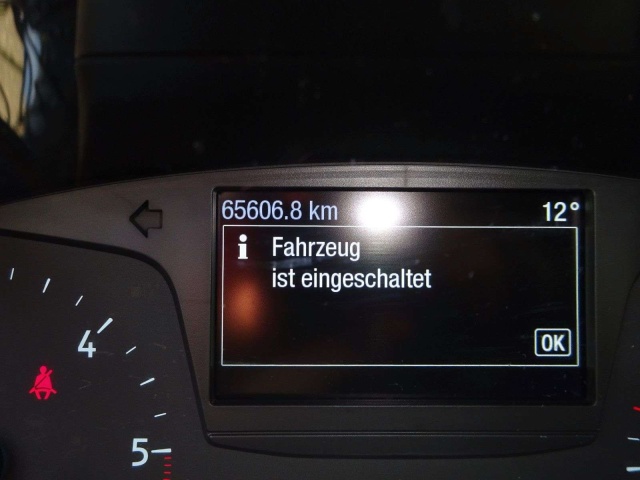 65606.8 km 12°
i Fahrzeug
ist eingeschaltet
OK
4
5